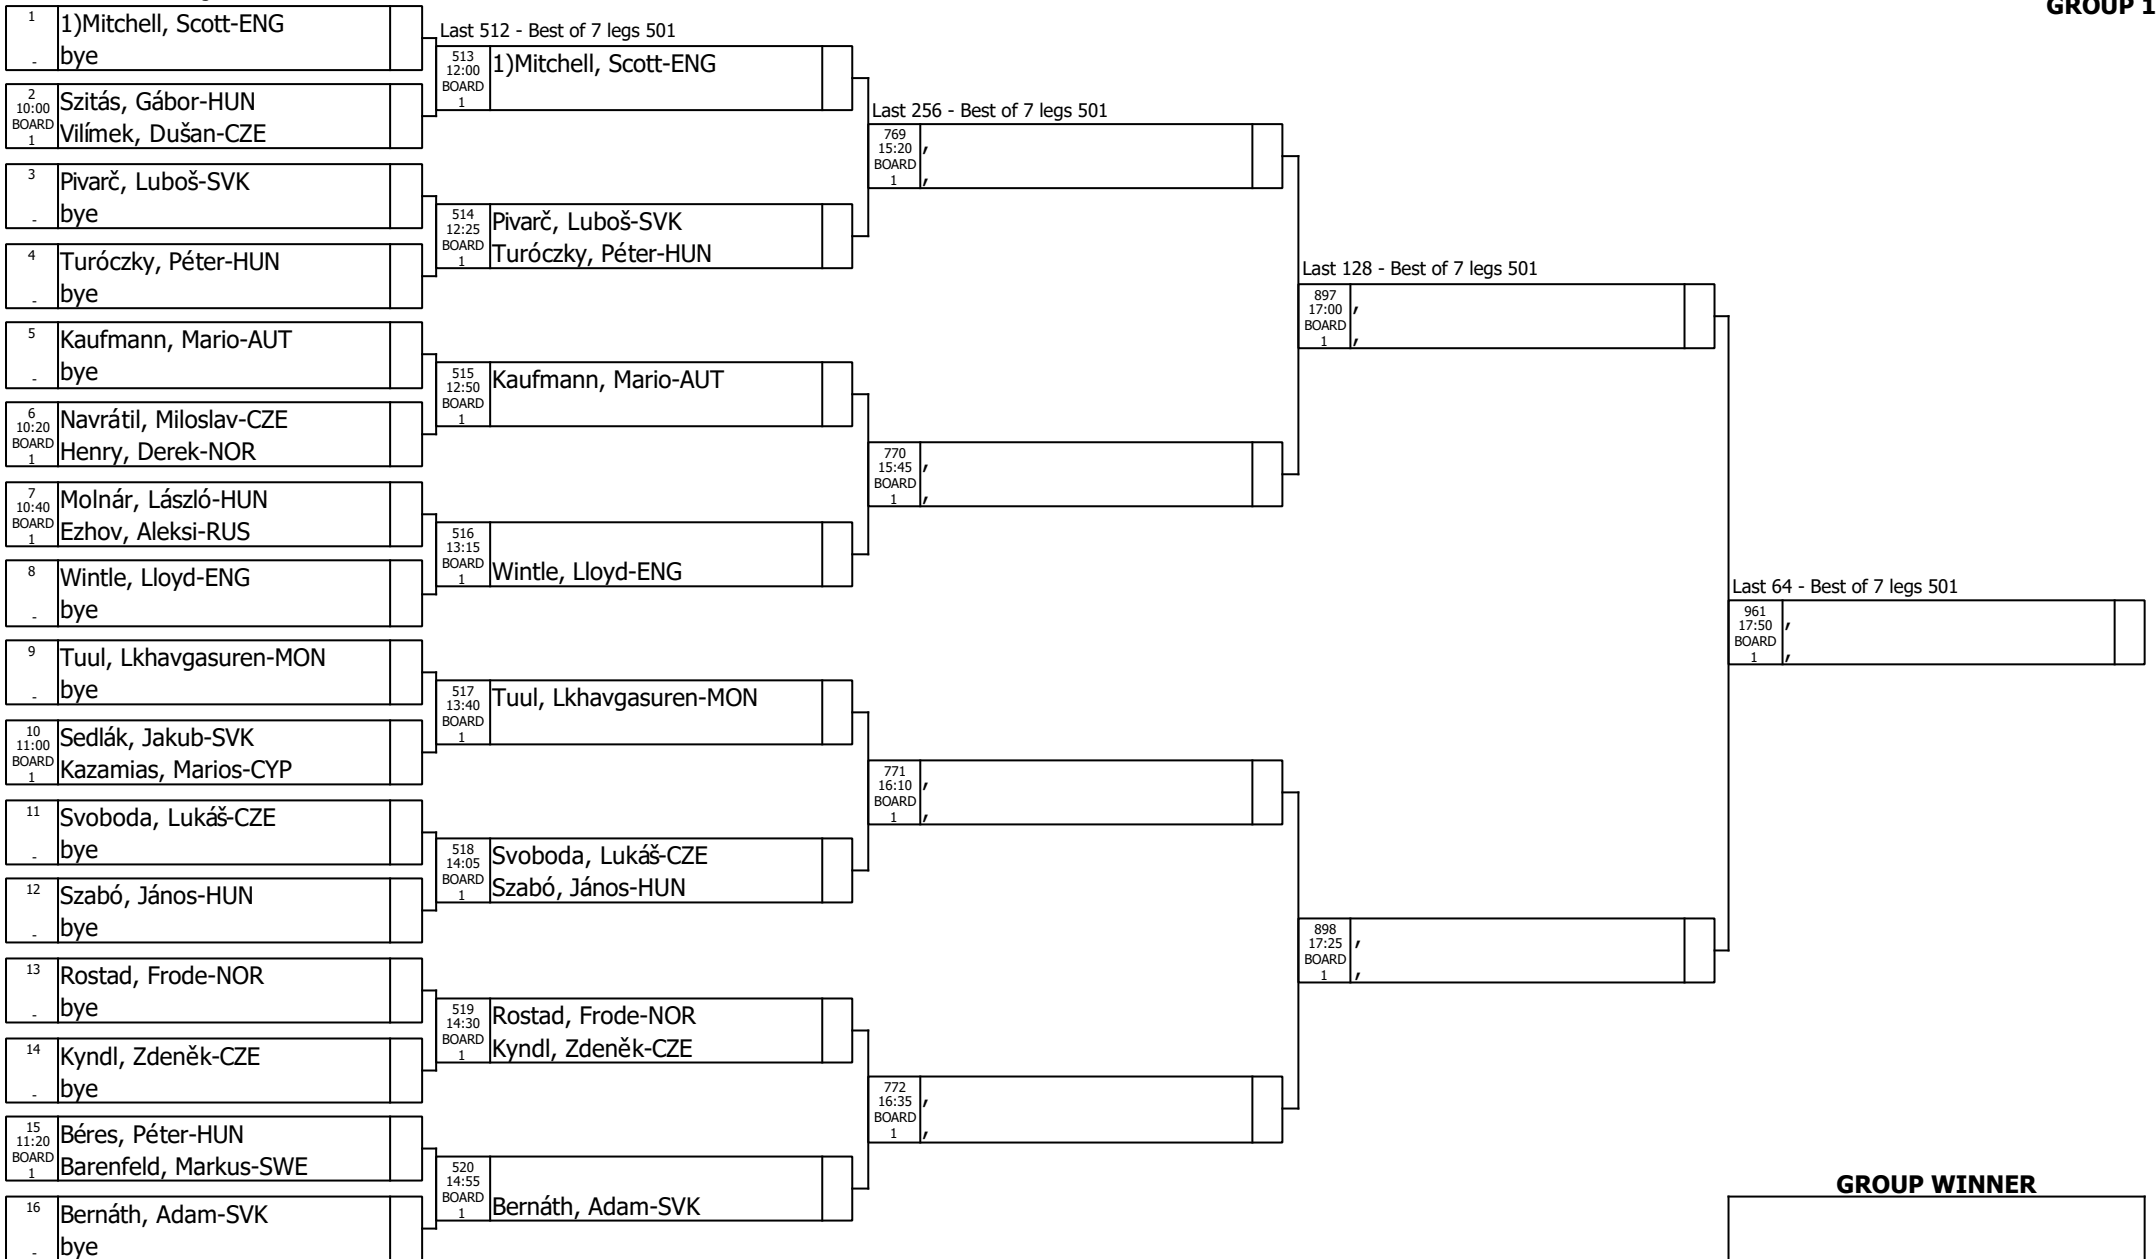 GROUP 1
1
1)Mitchell, Scott-ENG
bye
-
2
10:00
BOARD
1
Szitás, Gábor-HUN
Vilímek, Dušan-CZE
3
Pivarč, Luboš-SVK
bye
-
4
Turóczky, Péter-HUN
bye
-
5
Kaufmann, Mario-AUT
bye
-
6
10:20
BOARD
1
Navrátil, Miloslav-CZE
Henry, Derek-NOR
7
10:40
BOARD
1
Molnár, László-HUN
Ezhov, Aleksi-RUS
8
Wintle, Lloyd-ENG
bye
-
9
Tuul, Lkhavgasuren-MON
bye
-
10
11:00
BOARD
1
Sedlák, Jakub-SVK
Kazamias, Marios-CYP
11
Svoboda, Lukáš-CZE
bye
-
12
Szabó, János-HUN
bye
-
13
Rostad, Frode-NOR
bye
-
14
Kyndl, Zdeněk-CZE
bye
-
15
11:20
BOARD
1
Béres, Péter-HUN
Barenfeld, Markus-SWE
16
Bernáth, Adam-SVK
bye
-
Last 512 - Best of 7 legs 501
513
12:00
BOARD
1
1)Mitchell, Scott-ENG
514
12:25
BOARD
1
Pivarč, Luboš-SVK
Turóczky, Péter-HUN
515
12:50
BOARD
1
Kaufmann, Mario-AUT
516
13:15
BOARD
1
Wintle, Lloyd-ENG
517
13:40
BOARD
1
Tuul, Lkhavgasuren-MON
518
14:05
BOARD
1
Svoboda, Lukáš-CZE
Szabó, János-HUN
519
14:30
BOARD
1
Rostad, Frode-NOR
Kyndl, Zdeněk-CZE
520
14:55
BOARD
1
Bernáth, Adam-SVK
Last 256 - Best of 7 legs 501
769
15:20
BOARD
1
,
,
770
15:45
BOARD
1
,
,
771
16:10
BOARD
1
,
,
772
16:35
BOARD
1
,
,
Last 128 - Best of 7 legs 501
897
17:00
BOARD
1
,
,
898
17:25
BOARD
1
,
,
Last 64 - Best of 7 legs 501
961
17:50
BOARD
1
,
,
GROUP WINNER